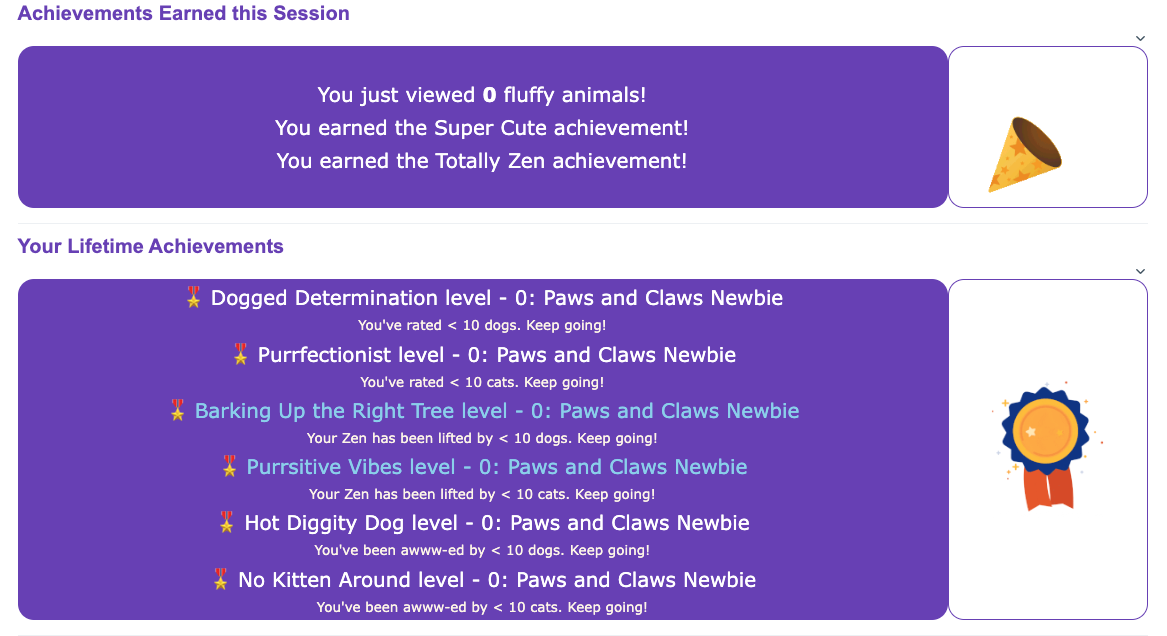 Achievements Earned this Session
You just viewed 0 fluffy animals!
You earned the Super Cute achievement!
You earned the Totally Zen achievement!
Your Lifetime Achievements
Dogged Determination level - 0: Paws and Claws Newbie
You've rated < 10 dogs. Keep going!
Purrfectionist level - 0: Paws and Claws Newbie
You've rated < 10 cats. Keep going!
Barking Up the Right Tree level - 0: Paws and Claws Newbie
Your Zen has been lifted by < 10 dogs. Keep going!
Purrsitive Vibes level - 0: Paws and Claws Newbie
Your Zen has been lifted by < 10 cats. Keep going!
Hot Diggity Dog level - 0: Paws and Claws Newbie
You've been awww-ed by < 10 dogs. Keep going!
No Kitten Around level - 0: Paws and Claws Newbie
You've been awww-ed by < 10 cats. Keep going!